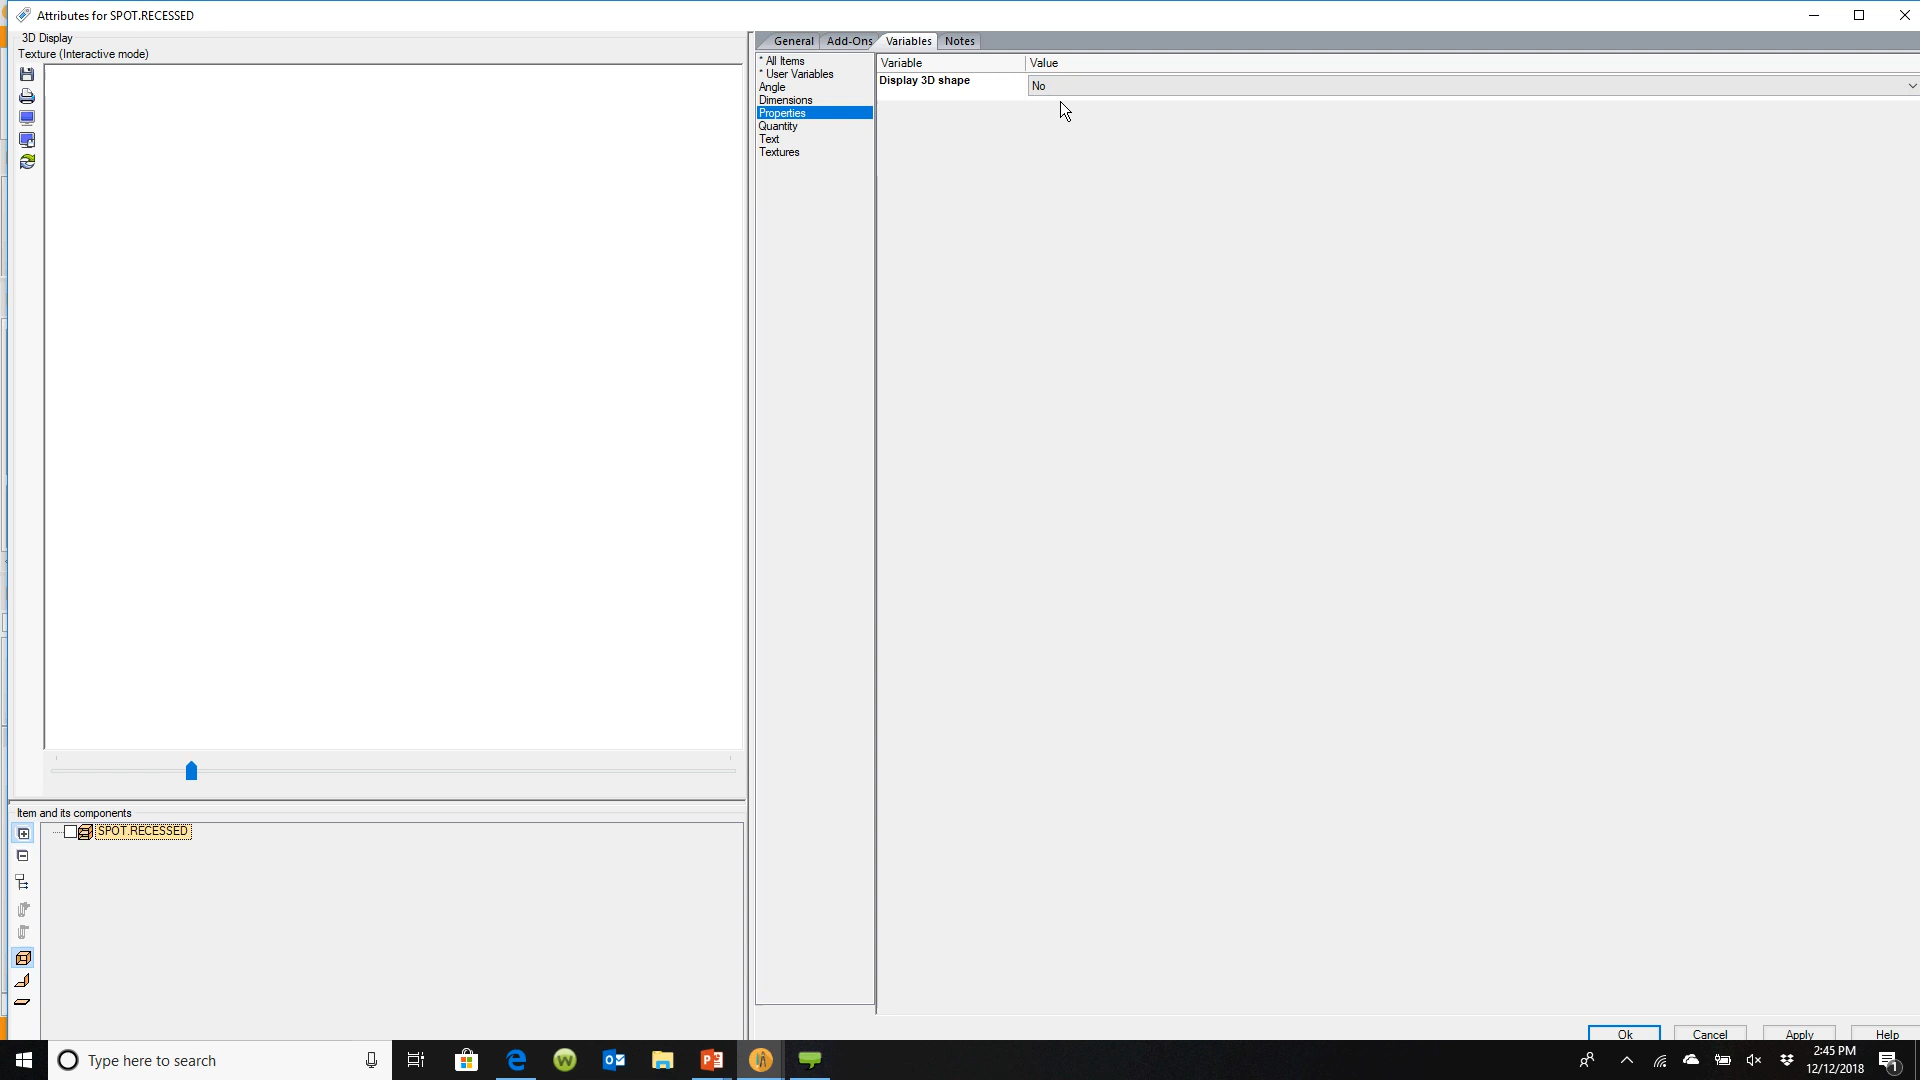 Attributes for SPOT.RECESSED
3D Display
Texture (Interactive mode)
General
Add-Ons
Variables
Notes
* All Items
* User Variables
Angle
Dimensions
Properties
Quantity
Text
Textures
Variable
Value
Display 3D shape
No
Item and its components
SPOT.RECESSED
Ok
Cancel
Apply
Help
Type here to search
2:45 PM
12/12/2018
1